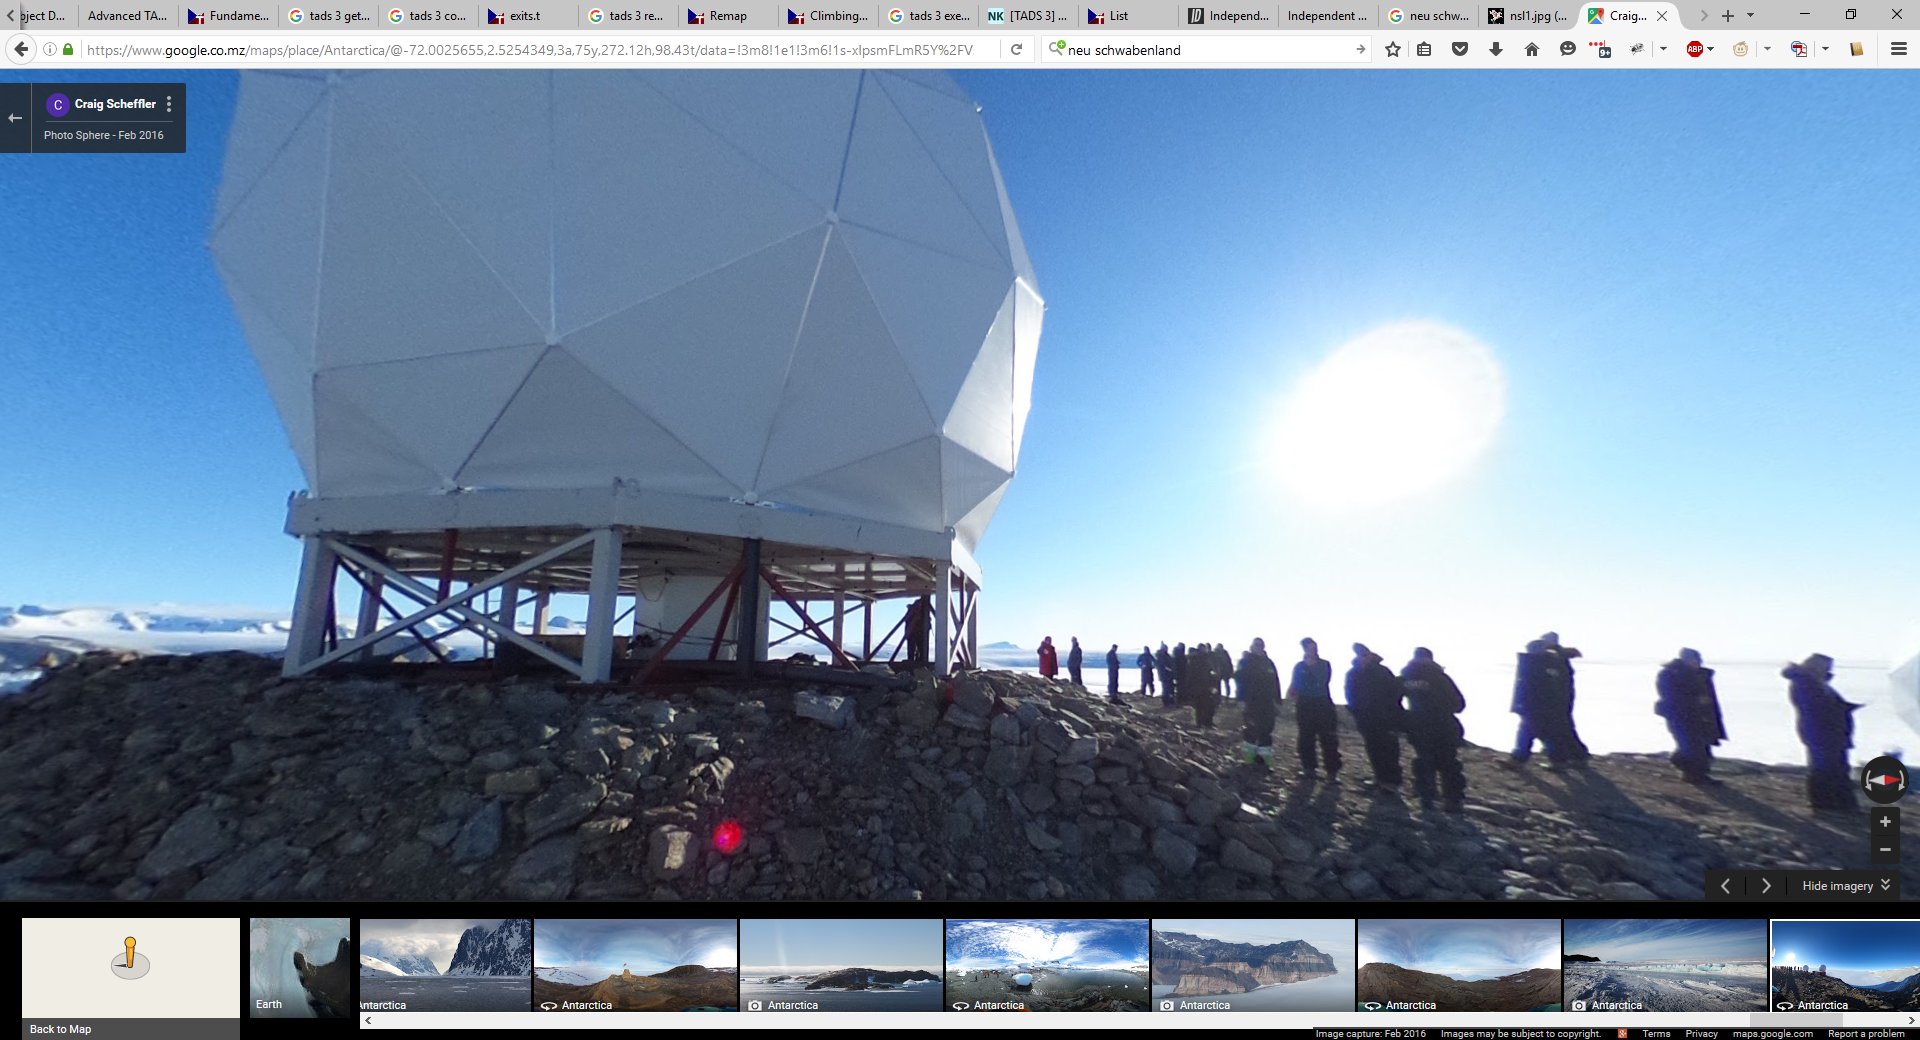 oject D...
Advanced TA...
Fundame...
tads 3 get...
tads 3 co...
exits.t
tads 3 re...
Remap
Climbing...
tads 3 exe...
NK [TADS 3] ...
List
Independ...
Independent ...
neu schw...
nsl1.jpg (...
Craig...
https://www.google.co.mz/maps/place/Antarctica/@-72.0025655,2.5254349,3a,75y,272.12h,98.43t/data=!3m8!1e1!3m6!1s-xlpsmFLmR5Y%2FV
neu schwabenland
9+
ABP
C Craig Scheffler
Photo Sphere - Feb 2016
Hide imagery
Back to Map
Earth
Antarctica
Antarctica
Antarctica
Antarctica
Antarctica
Antarctica
Antarctica
Antarctica
Image capture: Feb 2016 Images may be subject to copyright. Terms Privacy maps.google.com Report a problem